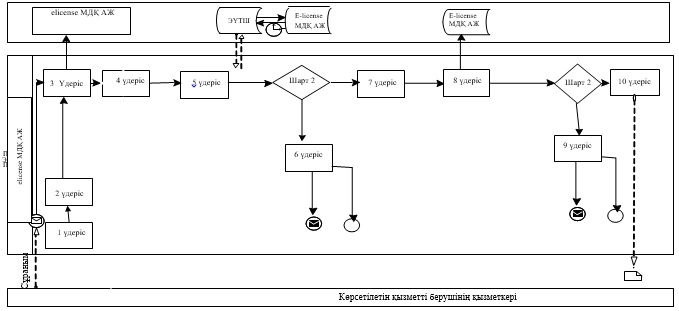 elicense МДҚ АЖ
ЭҮТШ
E-license
МДҚ АЖ
E-license
МДҚ АЖ
3 Үдеріс
4 үдеріс
5 үдеріс
Шарт 2
7 үдеріс
8 үдеріс
Шарт 2
10 үдеріс
elicense МДҚ АЖ
6 үдеріс
9 үдеріс
2 үдеріс
1 үдеріс
Сұраным
Көрсетілетін қызметті берушінің қызметкері